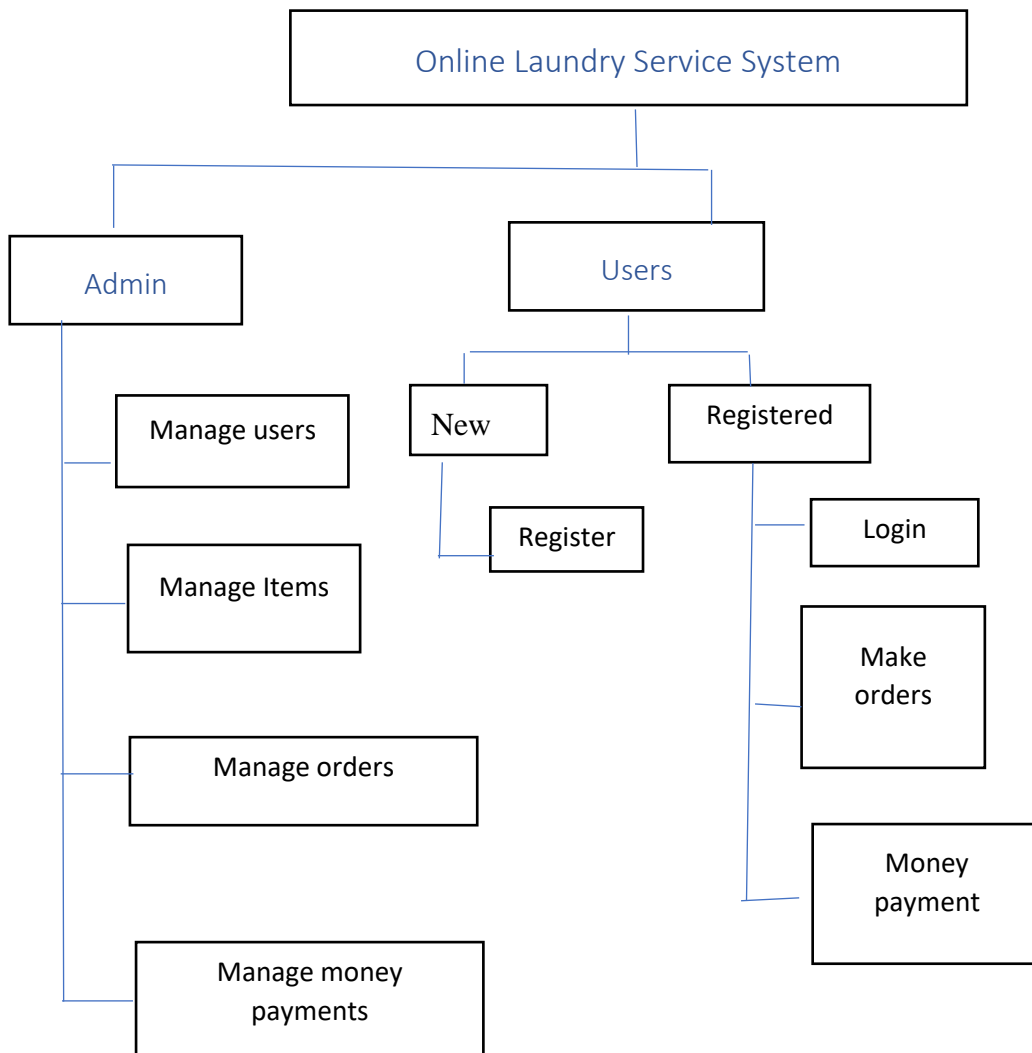 Online Laundry Service System
Admin
Users
Manage users
New
Registered
Register
Login
Manage Items
Make
orders
Manage orders
Money
payment
Manage money
payments